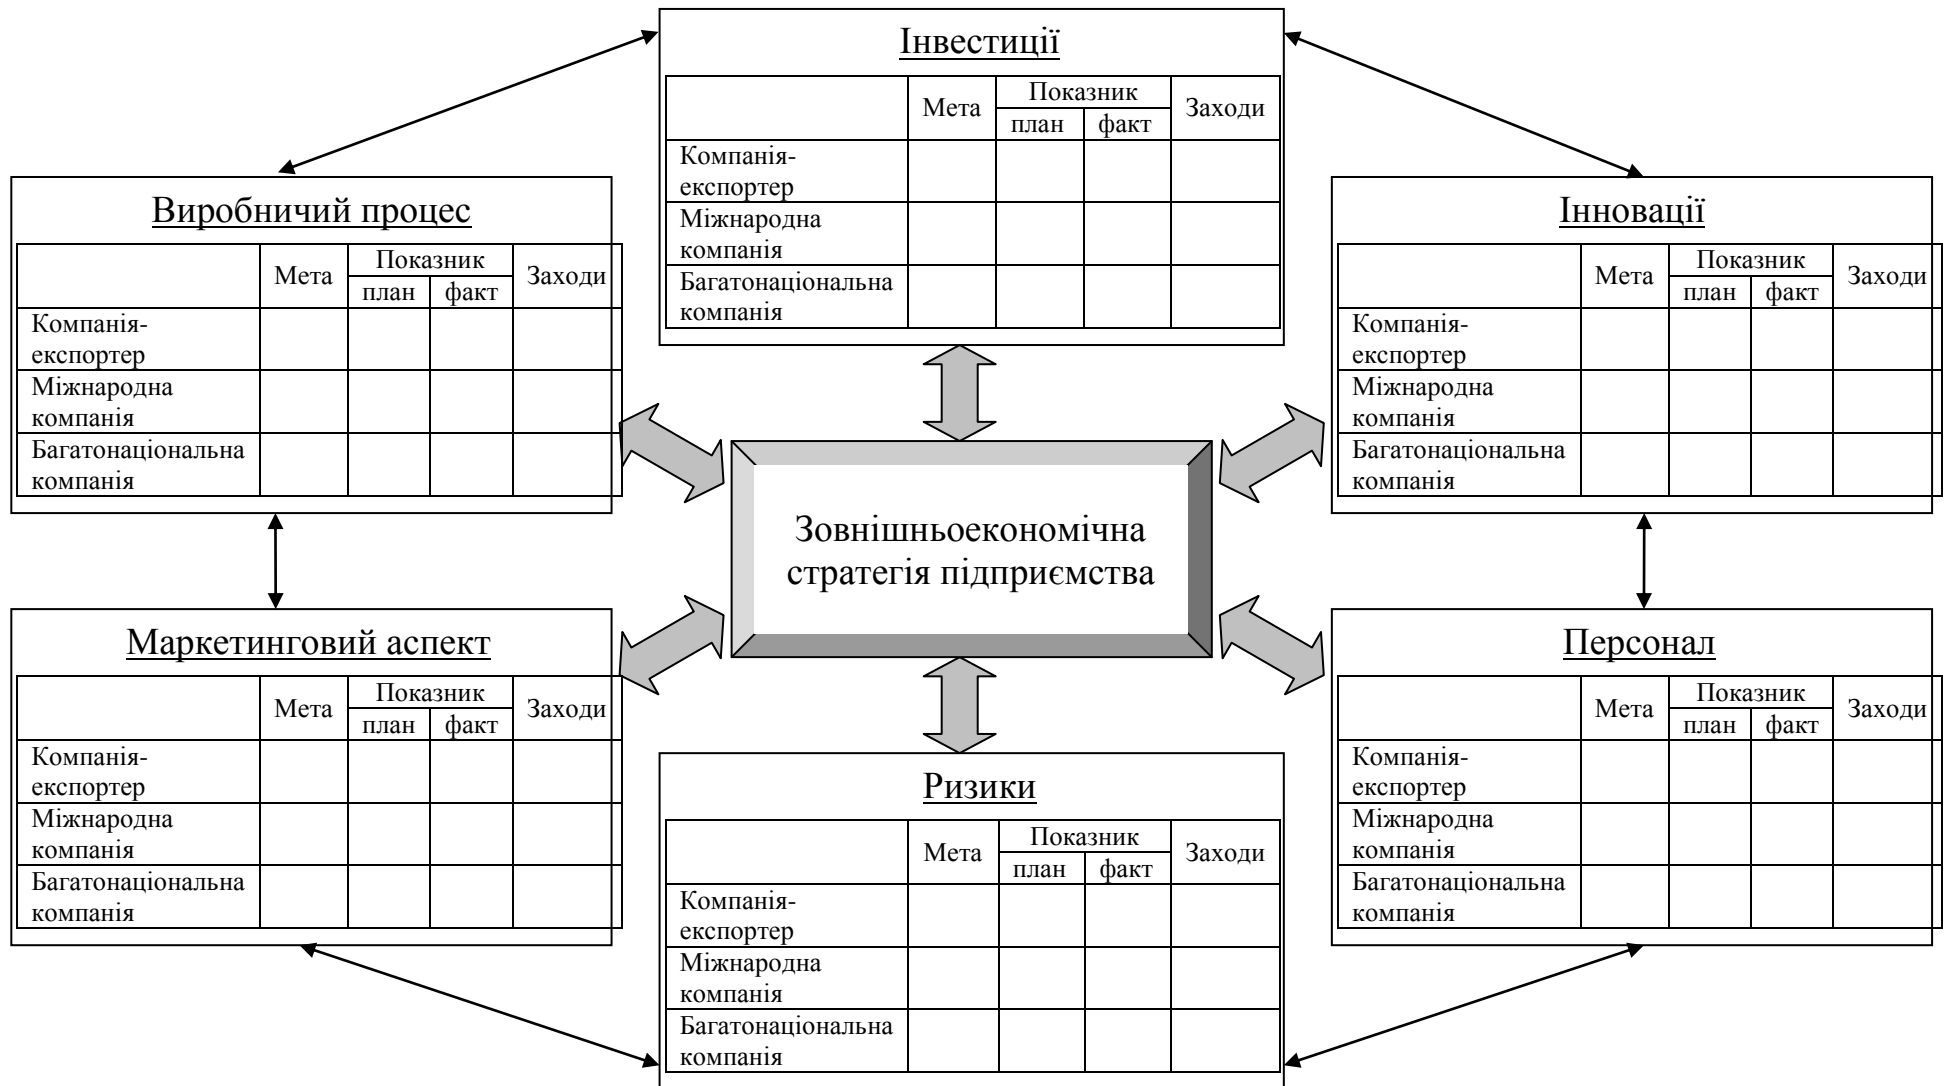 Інвестиції
Мета Показник Заходи
план факт
Компанія-
експортер
Міжнародна
компанія
Багатонаціональна
компанія
Виробничий процес
Мета Показник Заходи
план факт
Компанія-
експортер
Міжнародна
компанія
Багатонаціональна
компанія
Інновації
Мета Показник Заходи
план факт
Компанія-
експортер
Міжнародна
компанія
Багатонаціональна
компанія
Зовнішньоекономічна
стратегія підприємства
Маркетинговий аспект
Мета Показник Заходи
план факт
Компанія-
експортер
Міжнародна
компанія
Багатонаціональна
компанія
Персонал
Мета Показник Заходи
план факт
Компанія-
експортер
Міжнародна
компанія
Багатонаціональна
компанія
Ризики
Мета Показник Заходи
план факт
Компанія-
експортер
Міжнародна
компанія
Багатонаціональна
компанія